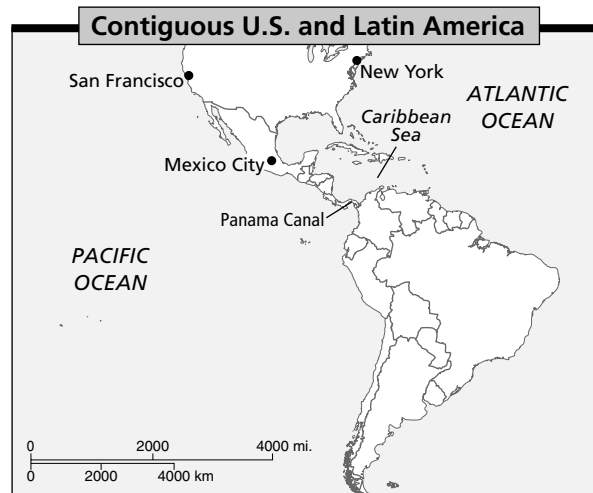 Contiguous U.S. and Latin America
San Francisco
New York
ATLANTIC
OCEAN
Caribbean
Sea
Mexico City
Panama Canal
PACIFIC
OCEAN
0 2000 4000 mi.
0 2000 4000 km